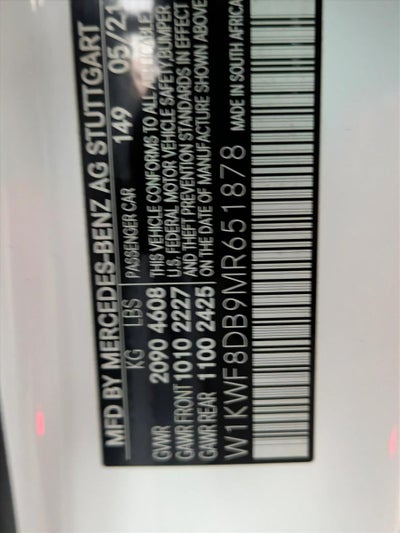 MFD BY MERCEDES-BENZ AG STUTTGART
149 05/21
KG LBS PASSENGER CAR
GVWR 2090 4608
GAWR FRONT 1010 2227
GAWR REAR 1100 2425
THIS VEHICLE CONFORMS TO ALL APPLICABLE
U.S. FEDERAL MOTOR VEHICLE SAFETY,BUMPER
AND THEFT PREVENTION STANDARDS IN EFFECT
ON THE DATE OF MANUFACTURE SHOWN ABOVE
W1KWF8DB9MR651878
MADE IN SOUTH AFRICA